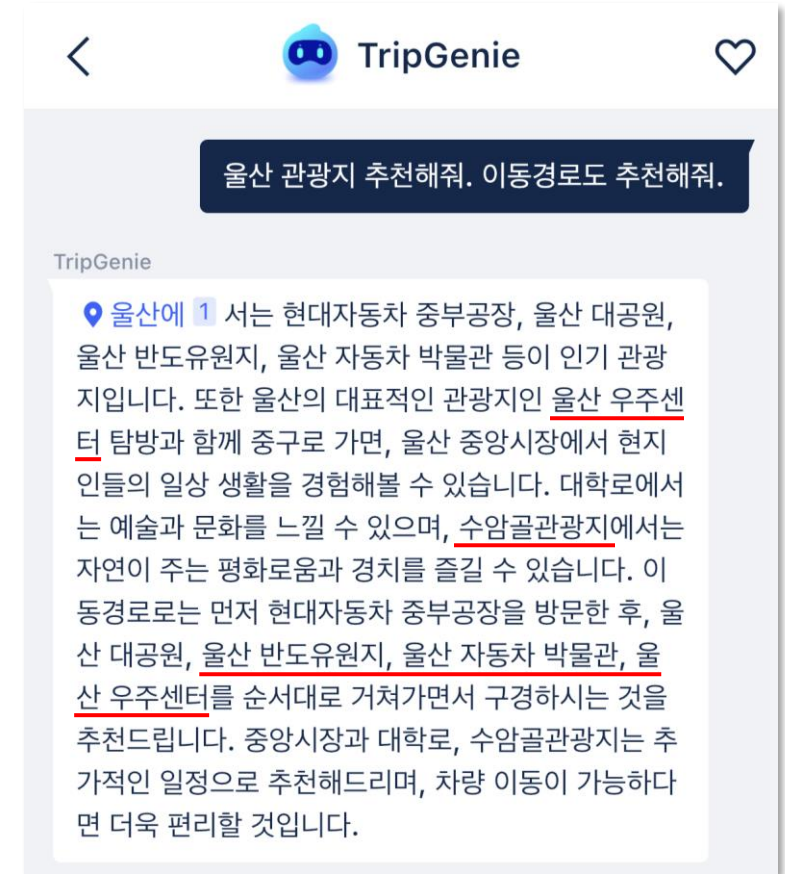 TripGenie
울산 관광지 추천해줘. 이동경로도 추천해줘.
TripGenie
울산에 1 서는 현대자동차 중부공장, 울산 대공원,
울산 반도유원지, 울산 자동차 박물관 등이 인기 관광
지입니다. 또한 울산의 대표적인 관광지인 울산 우주센
터 탐방과 함께 중구로 가면, 울산 중앙시장에서 현지
인들의 일상 생활을 경험해볼 수 있습니다. 대학로에서
는 예술과 문화를 느낄 수 있으며, 수암골관광지에서는
자연이 주는 평화로움과 경치를 즐길 수 있습니다. 이
동경로로는 먼저 현대자동차 중부공장을 방문한 후, 울
산 대공원, 울산 반도유원지, 울산 자동차 박물관, 울
산 우주센터를 순서대로 거쳐가면서 구경하시는 것을
추천드립니다. 중앙시장과 대학로, 수암골관광지는 추
가적인 일정으로 추천해드리며, 차량 이동이 가능하다
면 더욱 편리할 것입니다.